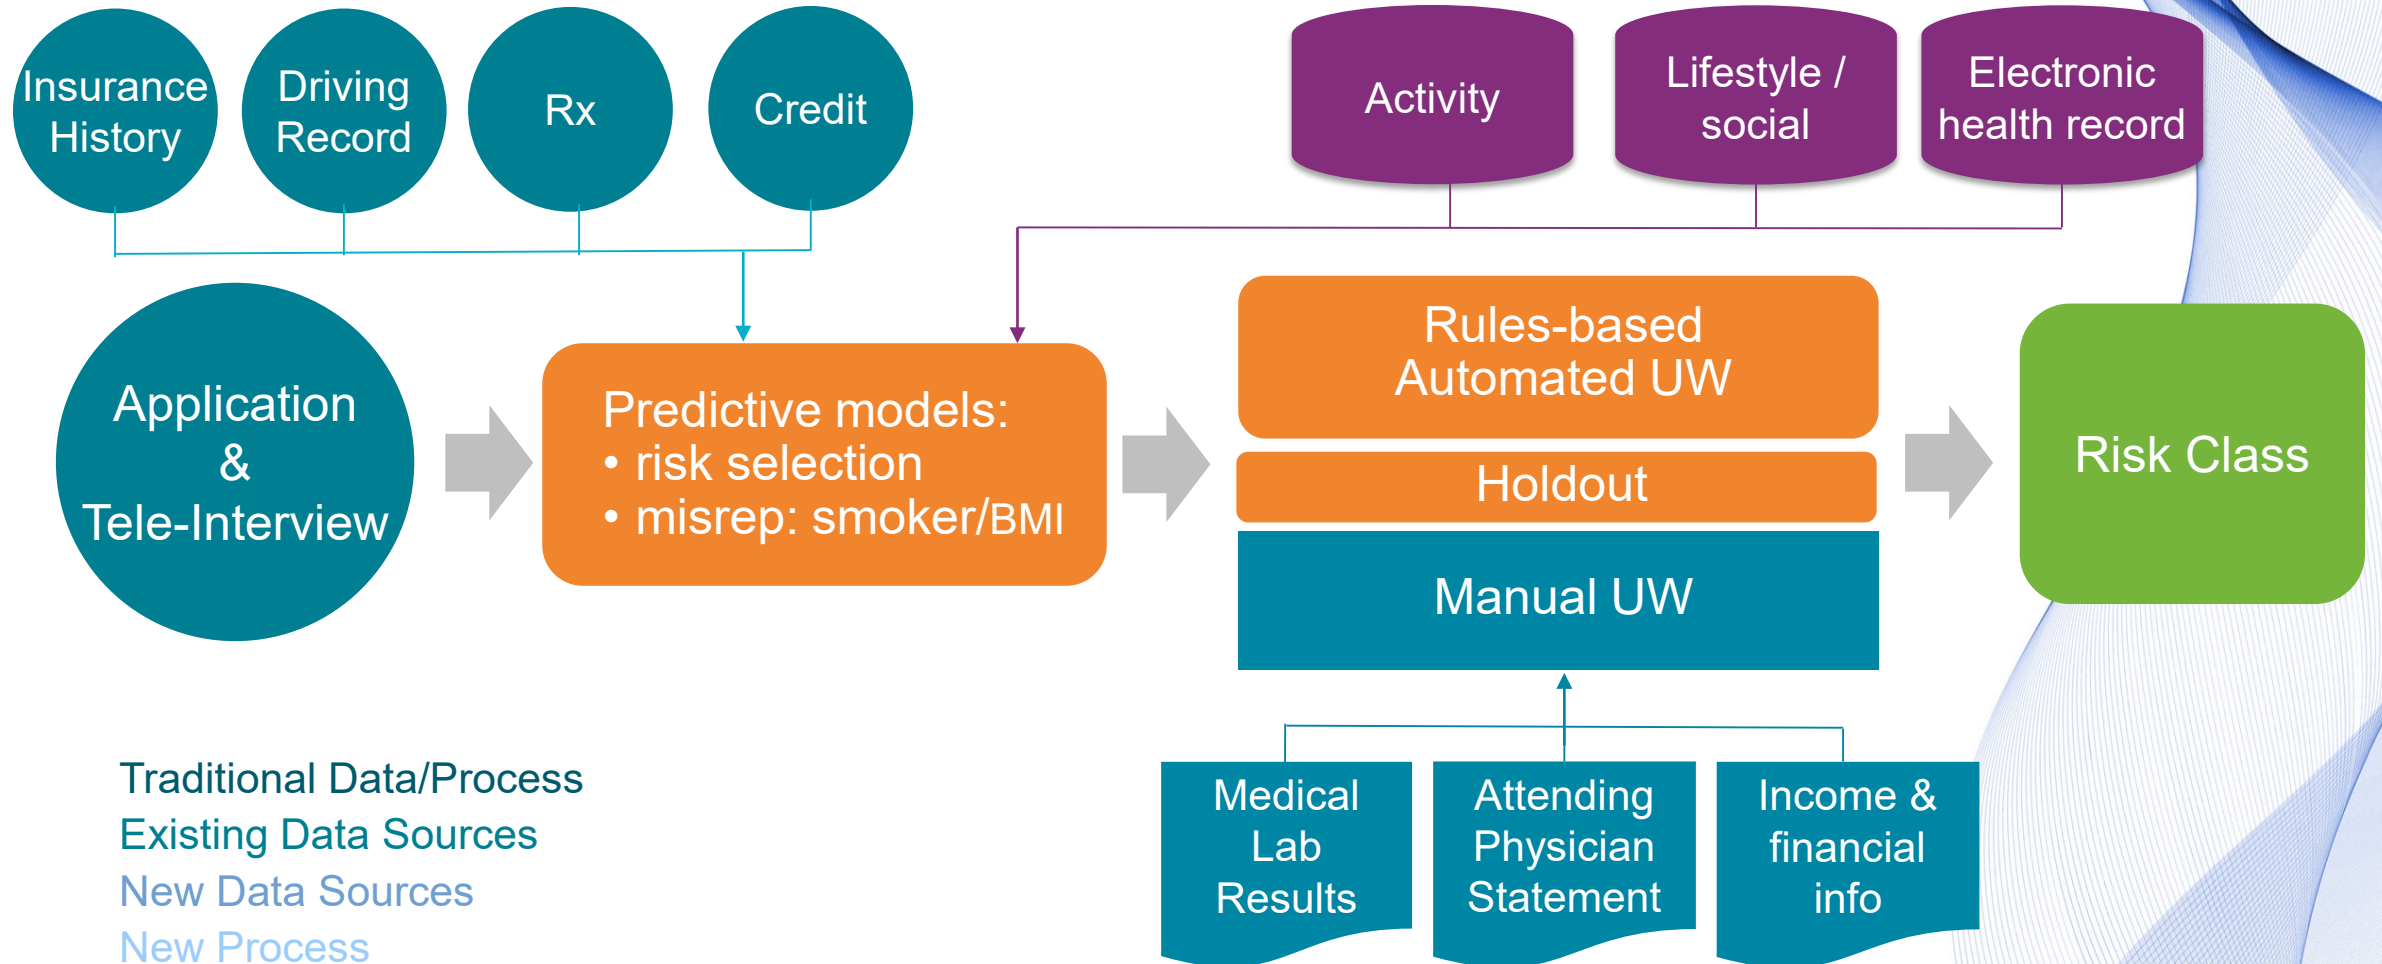 Insurance
History
Driving
Record
Rx
Credit
Activity
Lifestyle /
social
Electronic
health record
Application
&
Tele-Interview
Predictive models:
• risk selection
• misrep: smoker/BMI
Rules-based
Automated UW
Holdout
Manual UW
Risk Class
Medical
Lab
Results
Attending
Physician
Statement
Income &
financial
info
Traditional Data/Process
Existing Data Sources
New Data Sources
New Process